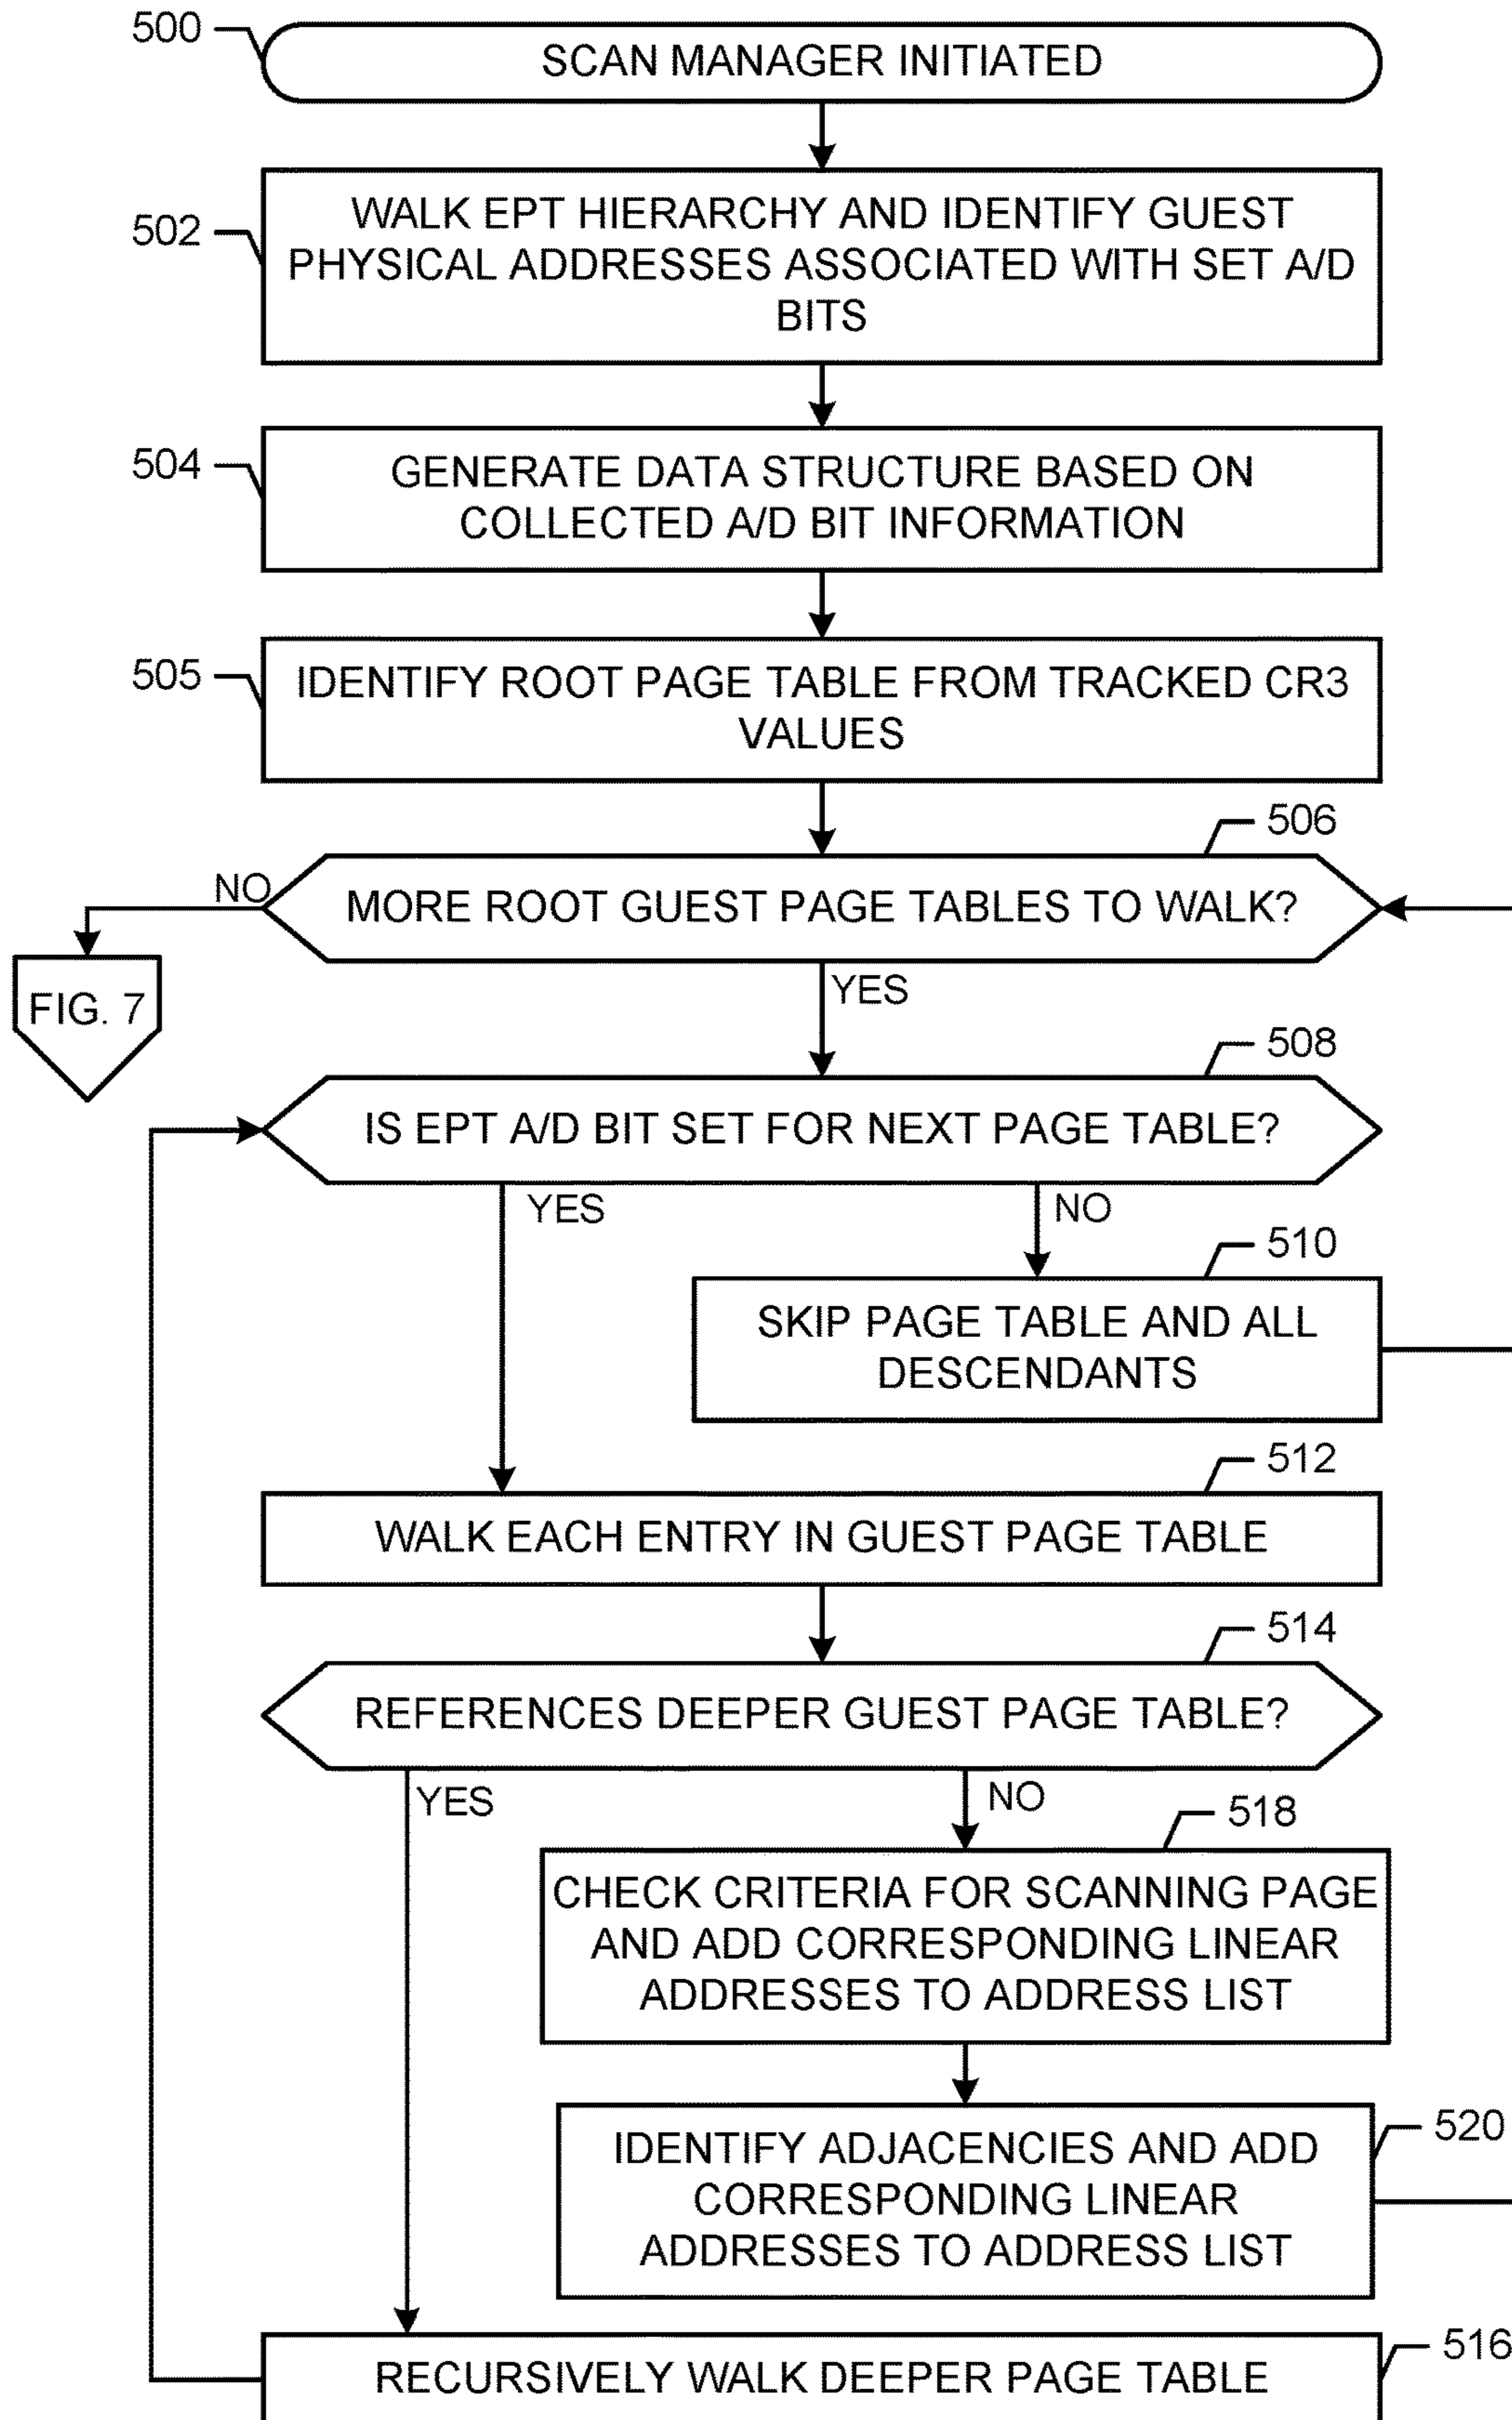 500
SCAN MANAGER INITIATED
502
WALK EPT HIERARCHY AND IDENTIFY GUEST
PHYSICAL ADDRESSES ASSOCIATED WITH SET A/D
BITS
504
GENERATE DATA STRUCTURE BASED ON
COLLECTED A/D BIT INFORMATION
505
IDENTIFY ROOT PAGE TABLE FROM TRACKED CR3
VALUES
506
NO
MORE ROOT GUEST PAGE TABLES TO WALK?
FIG. 7
YES
508
IS EPT A/D BIT SET FOR NEXT PAGE TABLE?
YES
NO
510
SKIP PAGE TABLE AND ALL
DESCENDANTS
512
WALK EACH ENTRY IN GUEST PAGE TABLE
514
REFERENCES DEEPER GUEST PAGE TABLE?
YES
NO
518
CHECK CRITERIA FOR SCANNING PAGE
AND ADD CORRESPONDING LINEAR
ADDRESSES TO ADDRESS LIST
520
IDENTIFY ADJACENCIES AND ADD
CORRESPONDING LINEAR
ADDRESSES TO ADDRESS LIST
516
RECURSIVELY WALK DEEPER PAGE TABLE